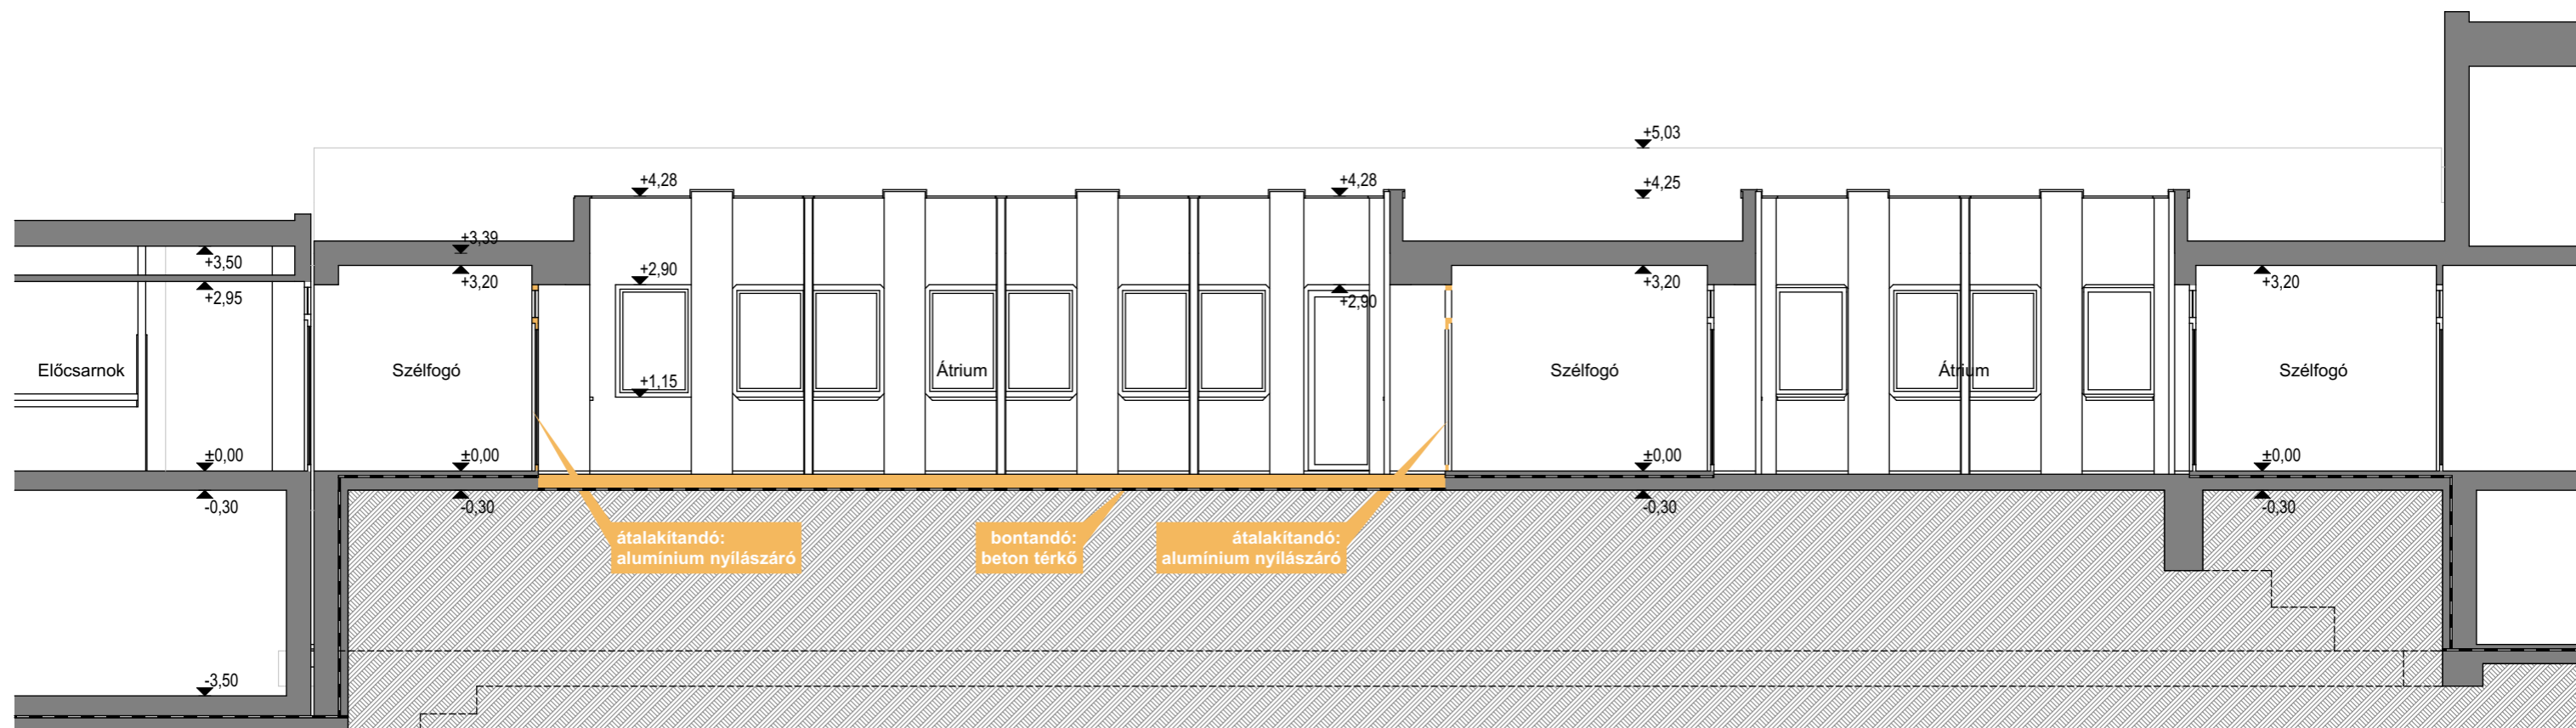 +5,03
+4,28
+4,28
+4,25
+3,39
+3,50
+2,95
+3,20
+2,90
+2,90
+3,20
+3,20
Előcsarnok
Szélfogó
+1,15
Átrium
Szélfogó
Átrium
Szélfogó
±0,00
±0,00
±0,00
±0,00
-0,30
-0,30
-0,30
-0,30
átalakítandó:
alumínium nyílászáró
bontandó:
beton térkő
átalakítandó:
alumínium nyílászáró
-3,50